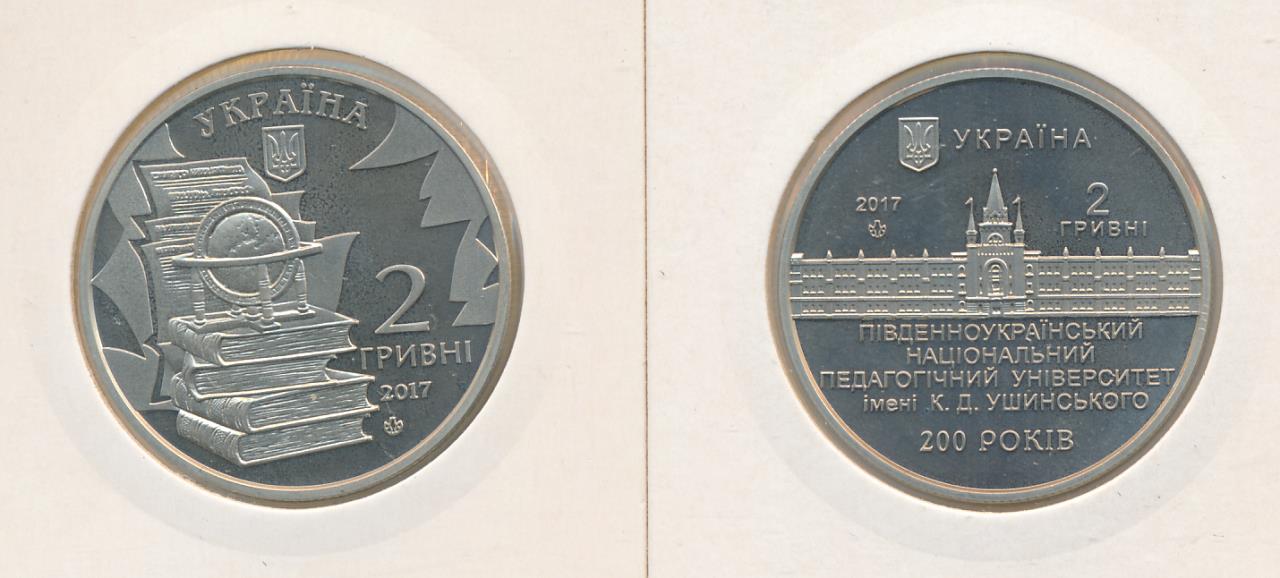 УКРАЇНА
2
ГРИВНІ
2017
УКРАЇНА
2017
2
ГРИВНІ
ПІВДЕННОУКРАЇНСЬКИЙ
НАЦІОНАЛЬНИЙ
ПЕДАГОГІЧНИЙ УНІВЕРСИТЕТ
імені К. Д. УШИНСЬКОГО
200 РОКІВ